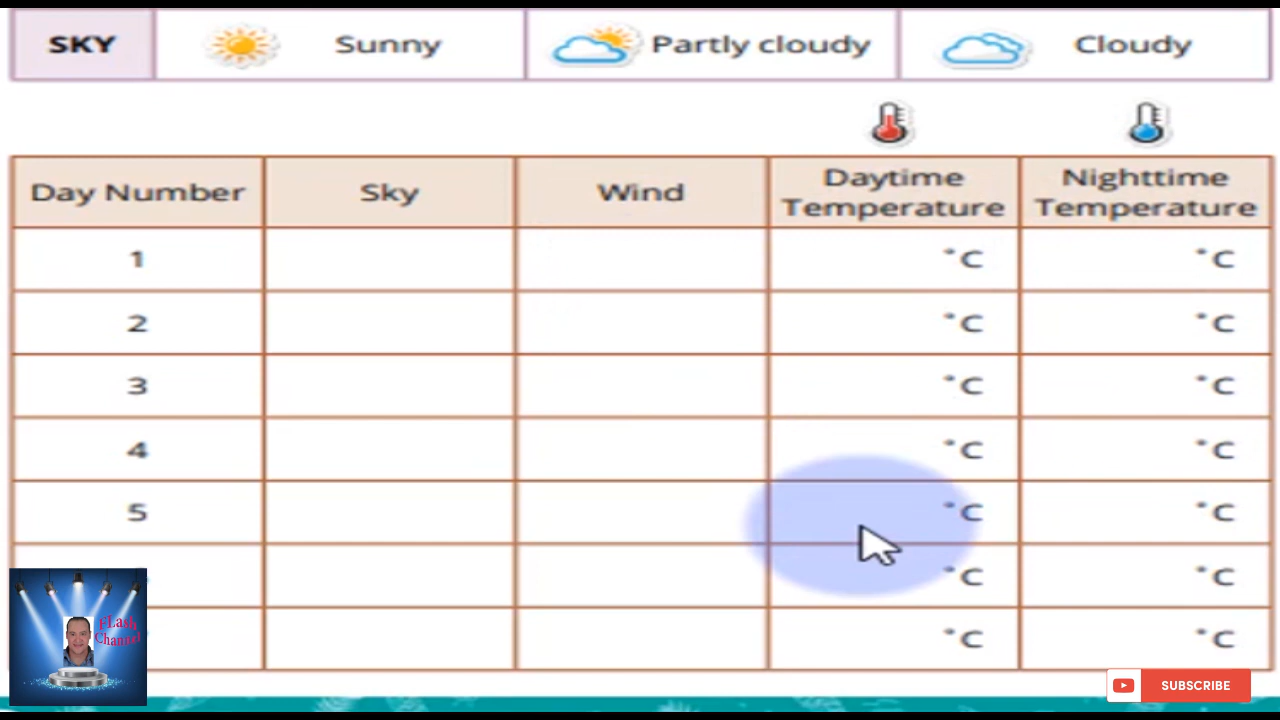 SKY Sunny Partly cloudy Cloudy
Day Number Sky Wind Daytime Temperature Nighttime Temperature
1 °C °C
2 °C °C
3 °C °C
4 °C °C
5 °C °C
°C °C
°C °C
FLash
Channel
SUBSCRIBE